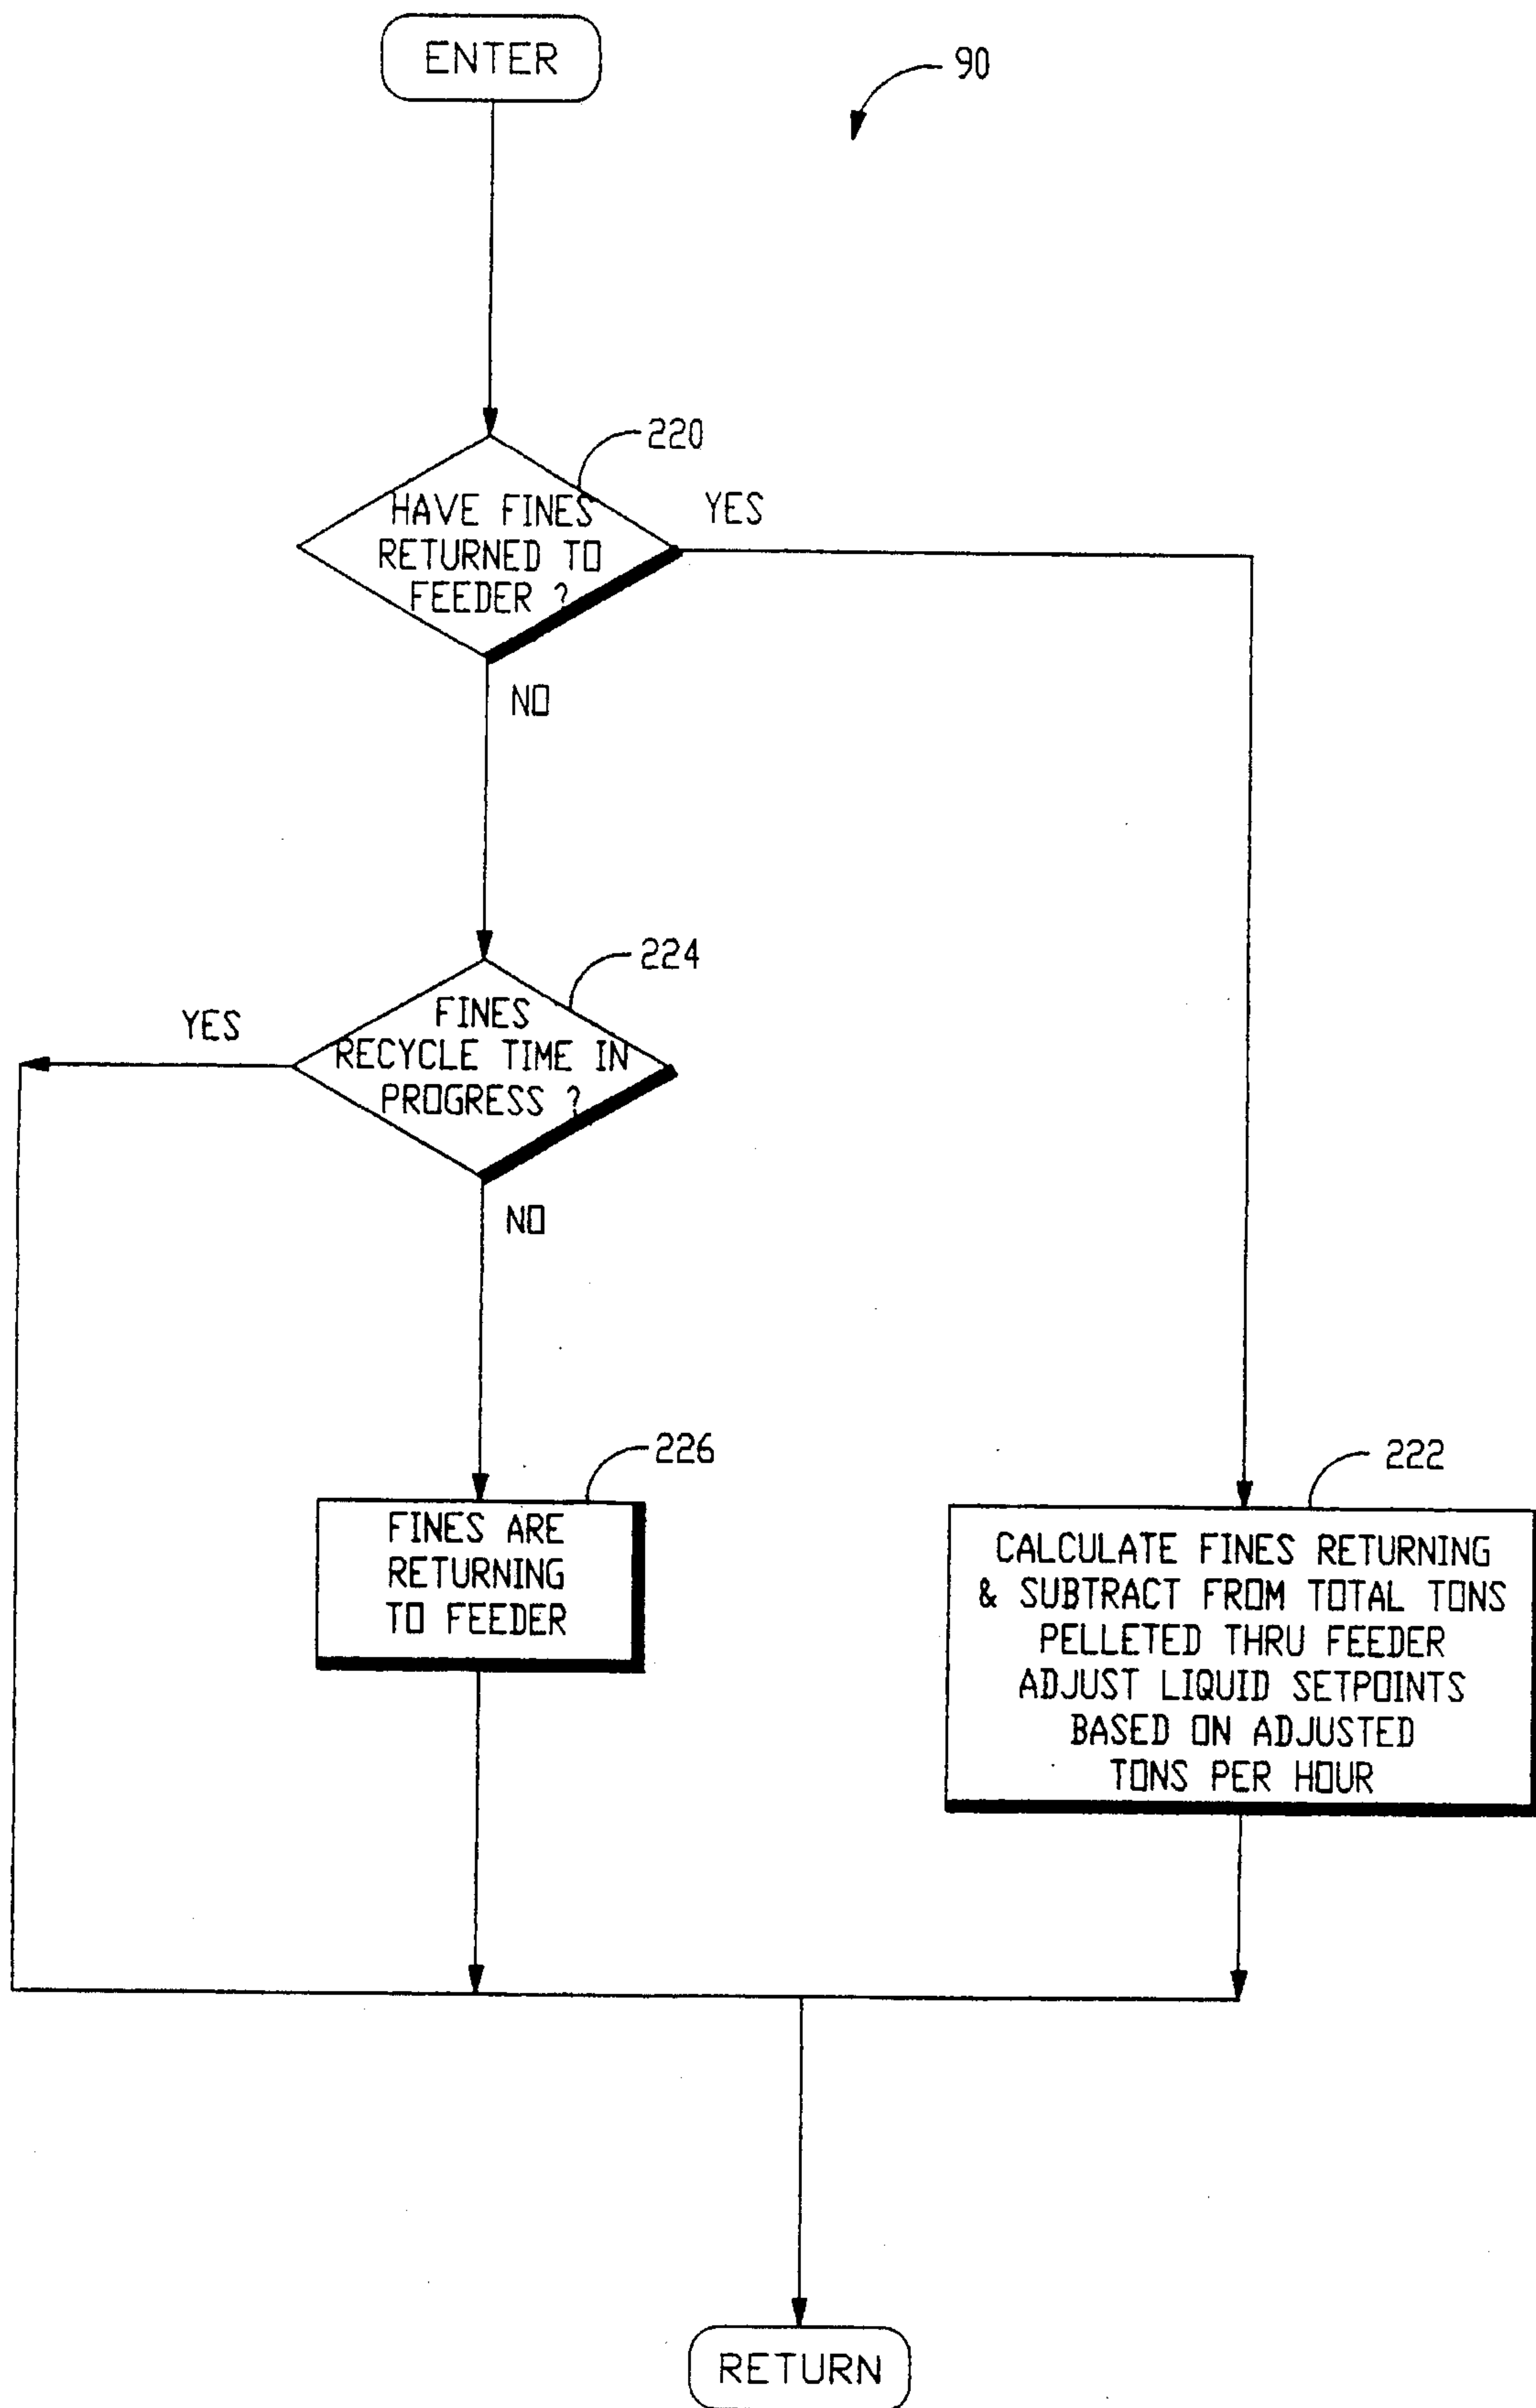 ENTER
90
220
HAVE FINES
RETURNED TO
FEEDER ?
YES
NO
224
FINES
RECYCLE TIME IN
PROGRESS ?
YES
NO
226
FINES ARE
RETURNING
TO FEEDER
222
CALCULATE FINES RETURNING
& SUBTRACT FROM TOTAL TONS
PELLETED THRU FEEDER
ADJUST LIQUID SETPOINTS
BASED ON ADJUSTED
TONS PER HOUR
RETURN